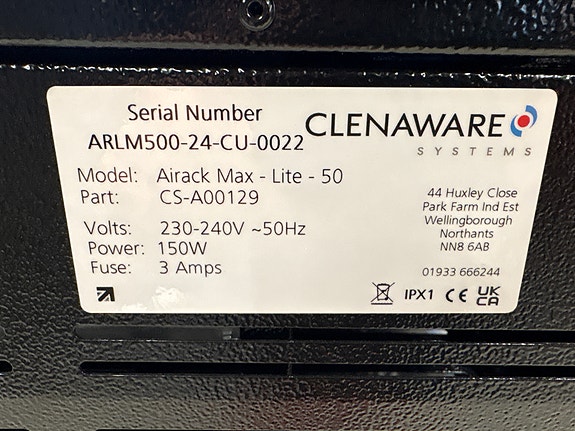 Serial Number
ARLM500-24-CU-0022
CLENAWARE
SYSTEMS
Model: Airack Max - Lite - 50
Part: CS-A00129
Volts: 230-240V ~50Hz
Power: 150W
Fuse: 3 Amps
44 Huxley Close
Park Farm Ind Est
Wellingborough
Northants
NN8 6AB
01933 666244
IPX1 CE UK CA